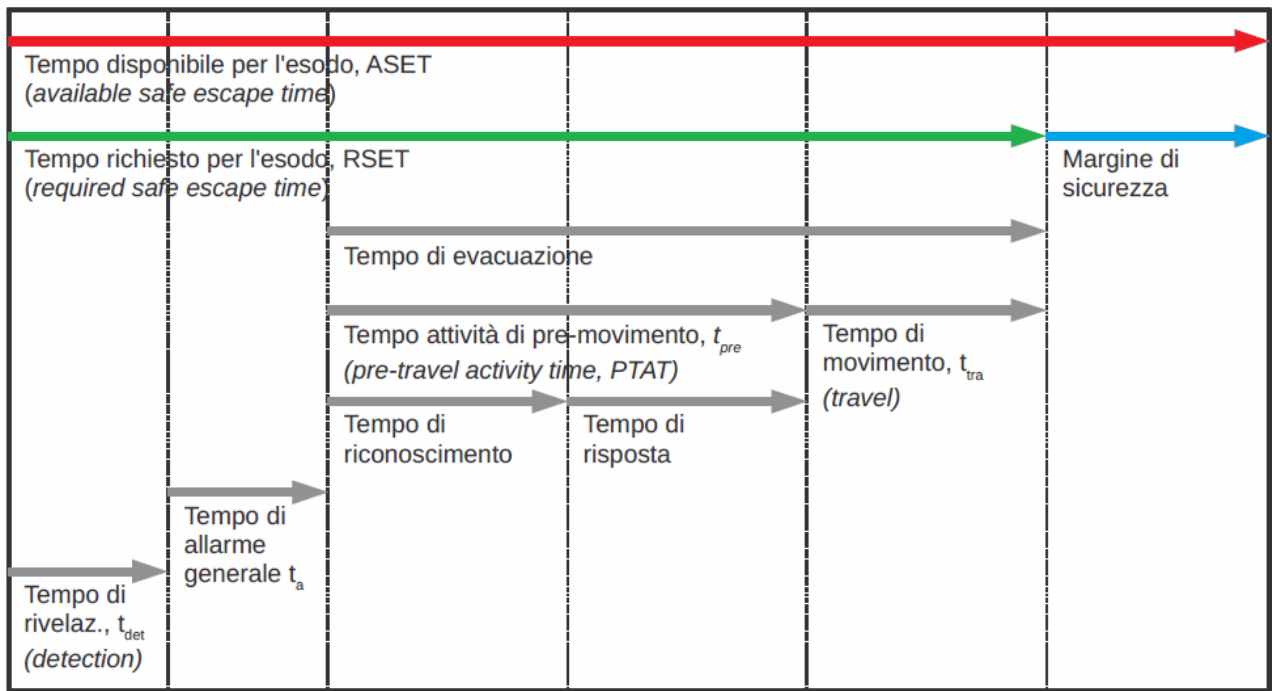 Tempo disponibile per l'esodo, ASET
(available safe escape time)
Tempo richiesto per l'esodo, RSET
(required safe escape time)
Margine di
sicurezza
Tempo di evacuazione
Tempo attività di pre-movimento, tpre
(pre-travel activity time, PTAT)
Tempo di
movimento, ttra
(travel)
Tempo di
riconoscimento
Tempo di
risposta
Tempo di
allarme
generale ta
Tempo di
rivelaz., tdet
(detection)